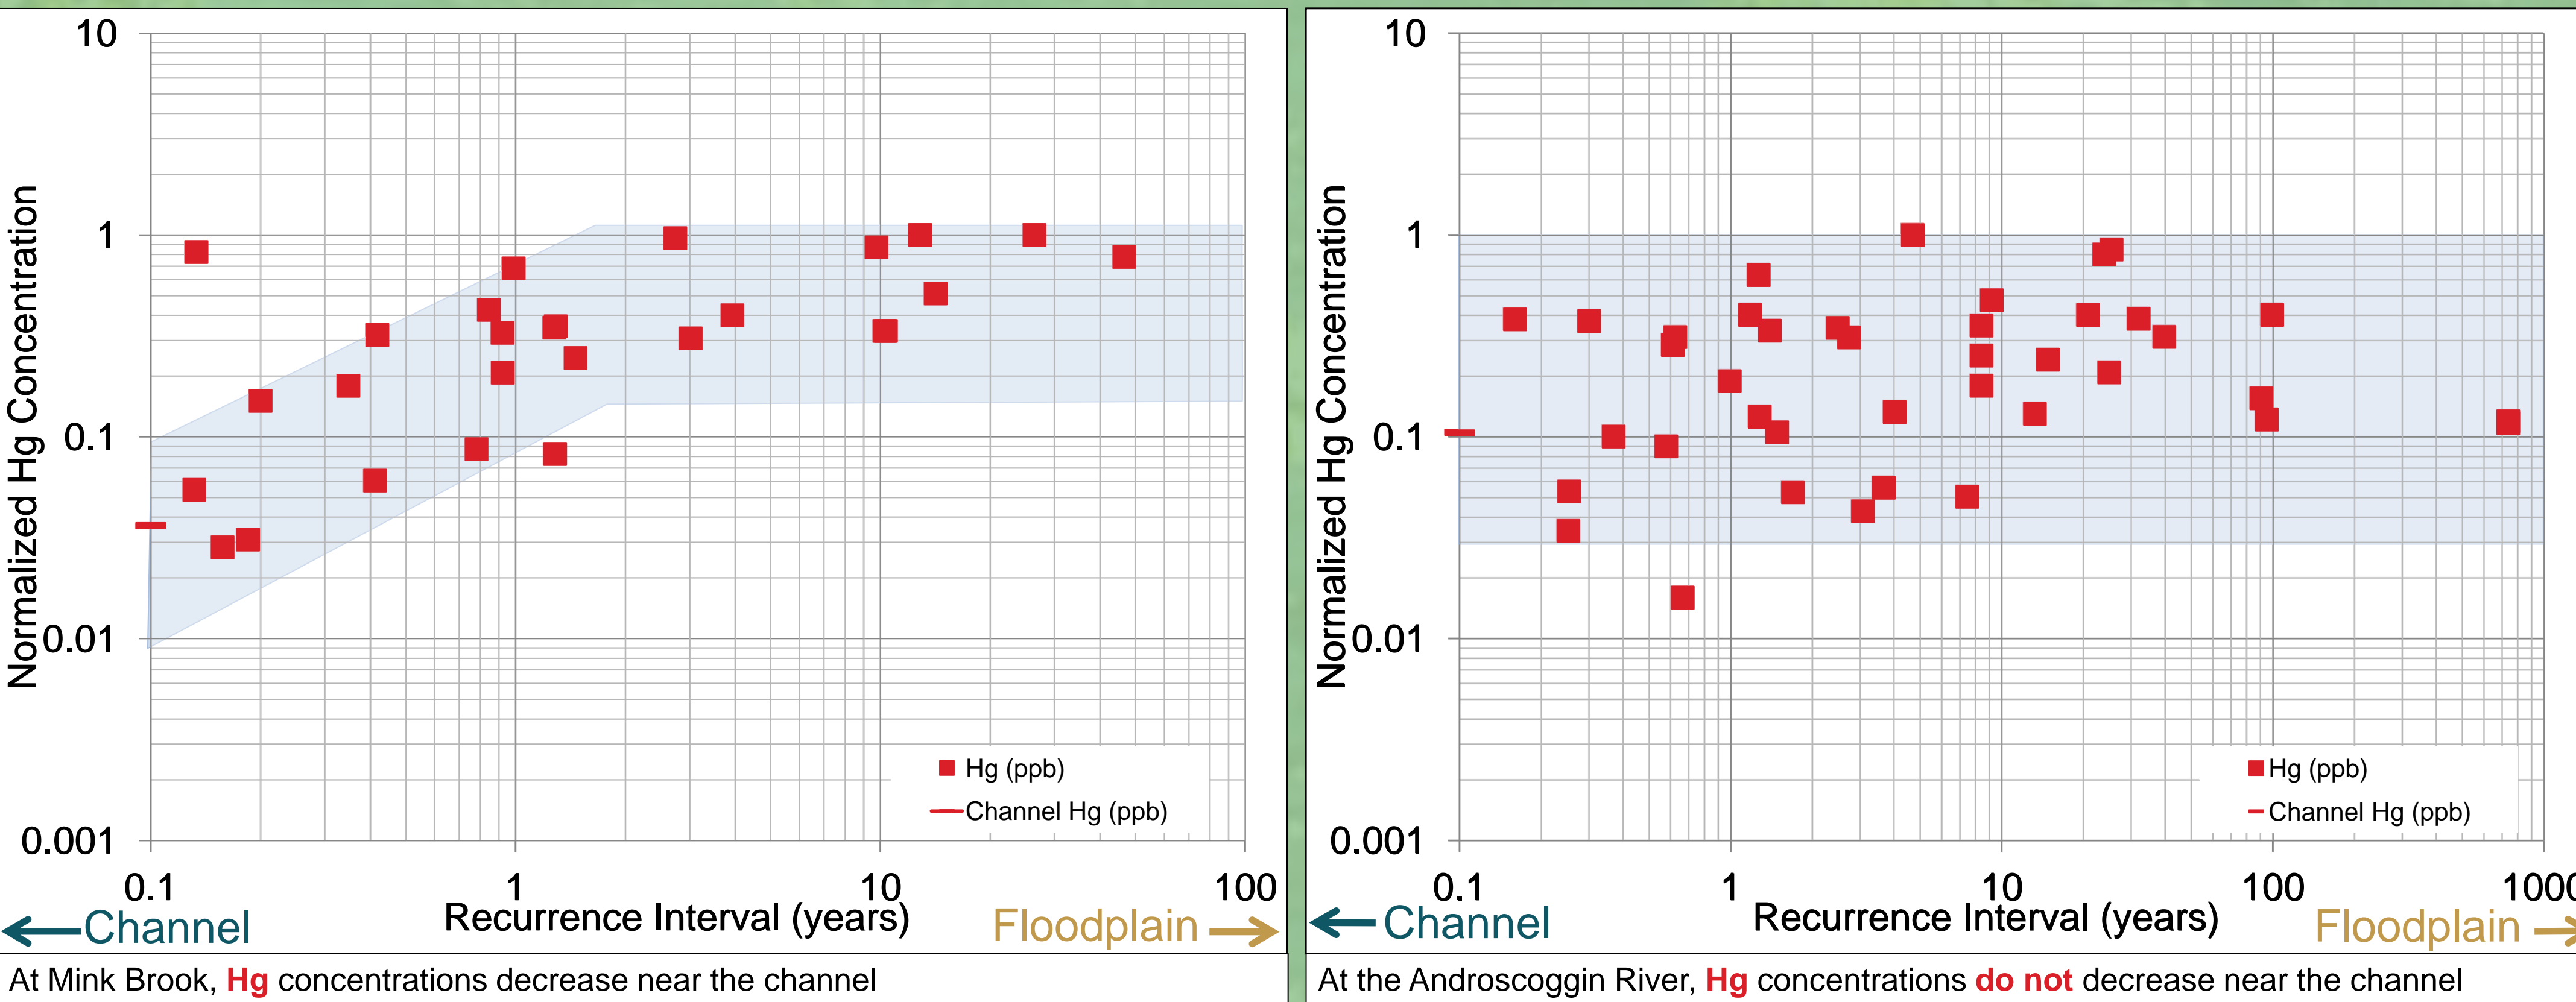 10
1
0.1
0.01
0.001
Normalized Hg Concentration
Hg (ppb)
Channel Hg (ppb)
0.1
1
10
100
Recurrence Interval (years)
Channel
Floodplain
At Mink Brook, Hg concentrations decrease near the channel
10
1
0.1
0.01
0.001
Normalized Hg Concentration
Hg (ppb)
Channel Hg (ppb)
0.1
1
10
100
1000
Recurrence Interval (years)
Channel
Floodplain
At the Androscoggin River, Hg concentrations do not decrease near the channel